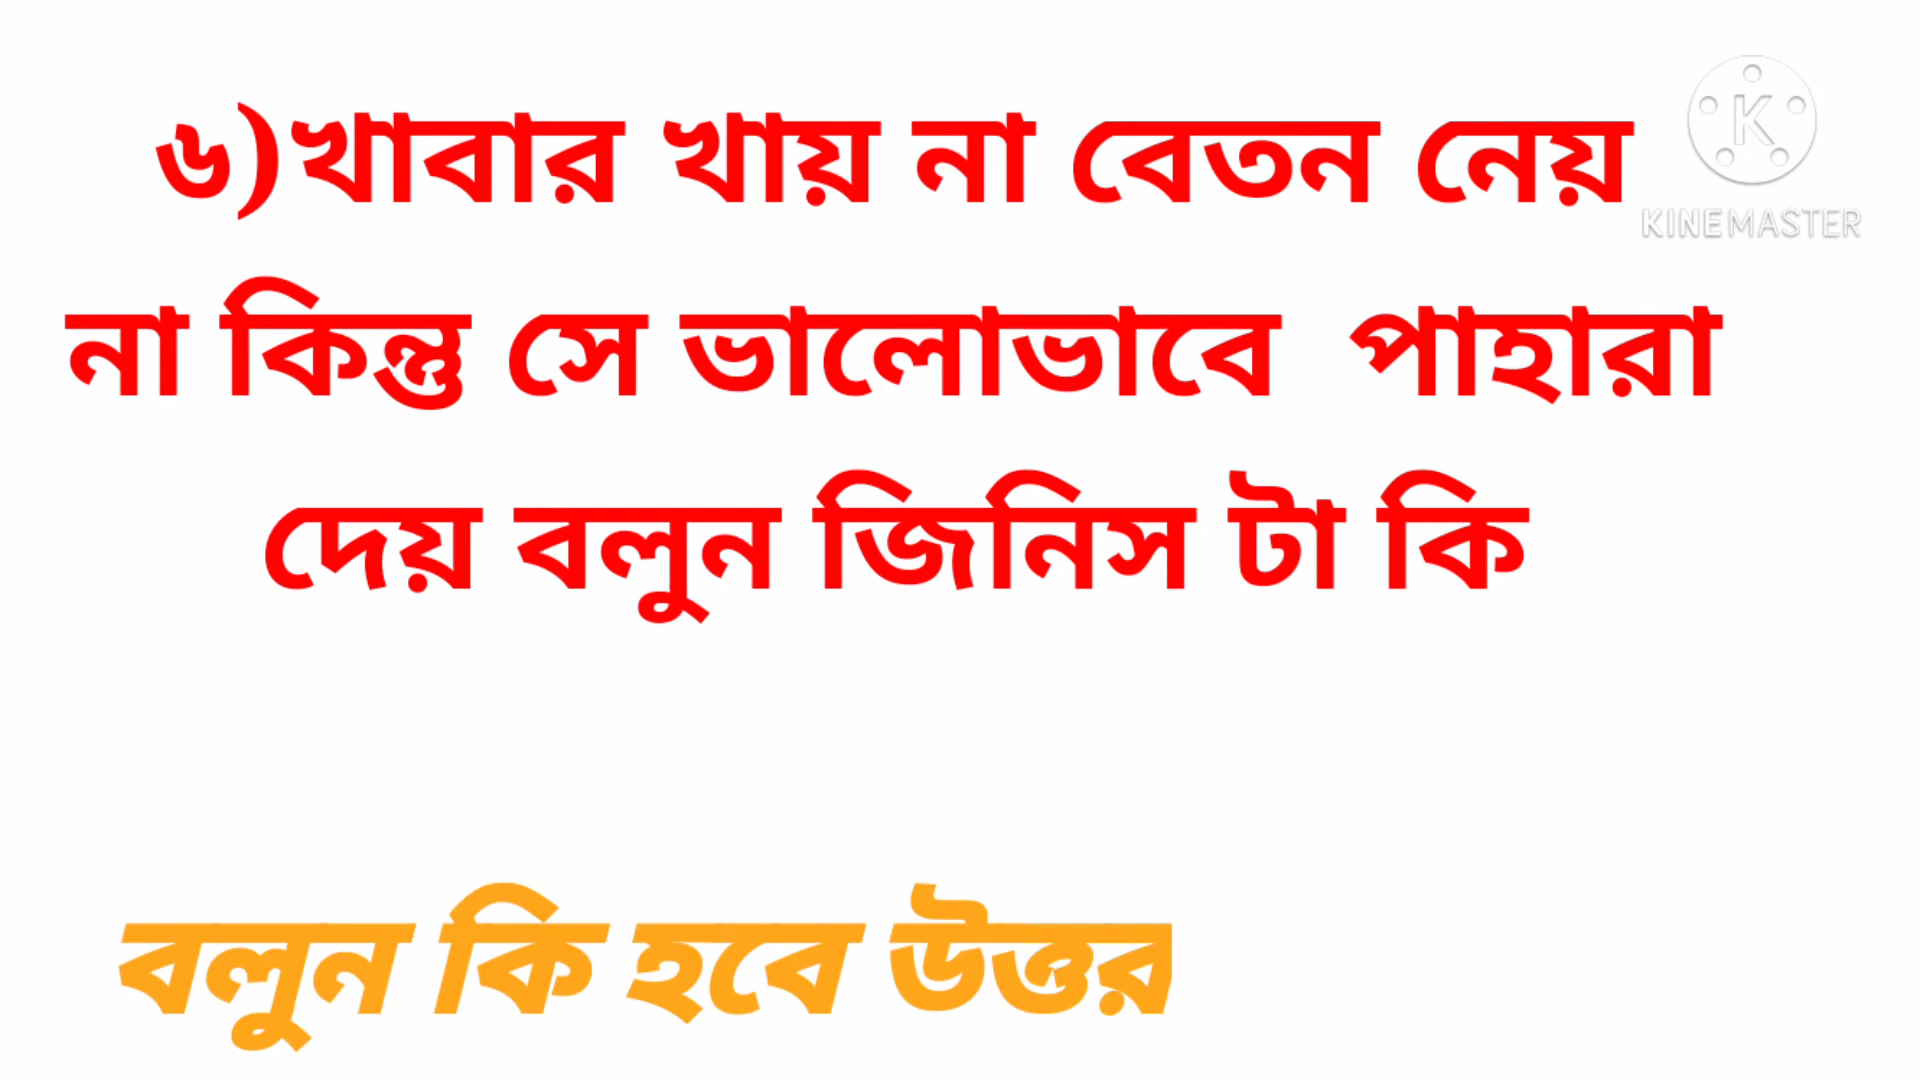 ৬)খাবার খায় না বেতন নেয়
না কিন্তু সে ভালোভাবে পাহারা
দেয় বলুন জিনিস টা কি
বলুন কি হবে উত্তর
K
KINEMASTER